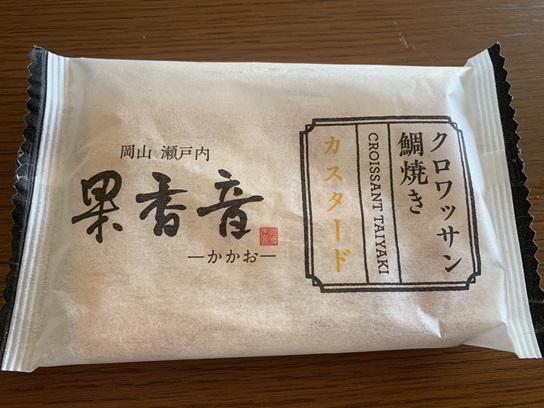 岡山 瀬戸内
果香音
―かかお―
クロワッサン
鯛焼き
CROISSANT TAIYAKI
カスタード